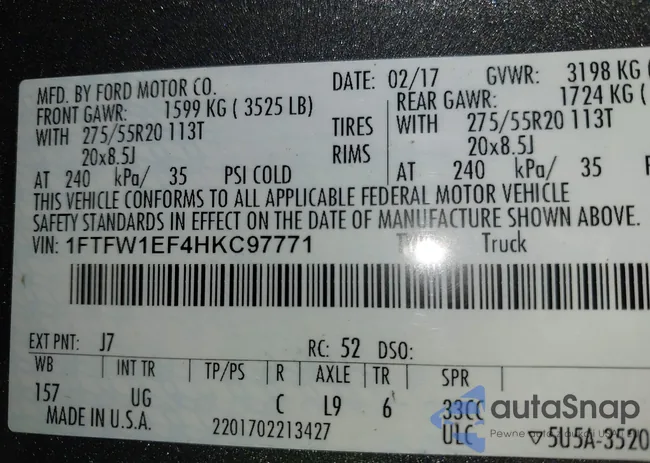 MFD. BY FORD MOTOR CO. DATE: 02/17 GVWR: 3198 KG (
FRONT GAWR: 1599 KG ( 3525 LB) REAR GAWR: 1724 KG (
WITH 275/55R20 113T TIRES WITH 275/55R20 113T
20x8.5J RIMS 20x8.5J
AT 240 kPa/ 35 PSI COLD AT 240 kPa/ 35
THIS VEHICLE CONFORMS TO ALL APPLICABLE FEDERAL MOTOR VEHICLE
SAFETY STANDARDS IN EFFECT ON THE DATE OF MANUFACTURE SHOWN ABOVE.
VIN: 1FTFW1EF4HKC97771 Truck
EXT PNT: J7 RC: 52 DSO:
WB INT TR TP/PS R AXLE TR SPR
157 UG C L9 6 33CC
MADE IN U.S.A. 2201702213427 ULC ▽5U5A-3520
autoSnap